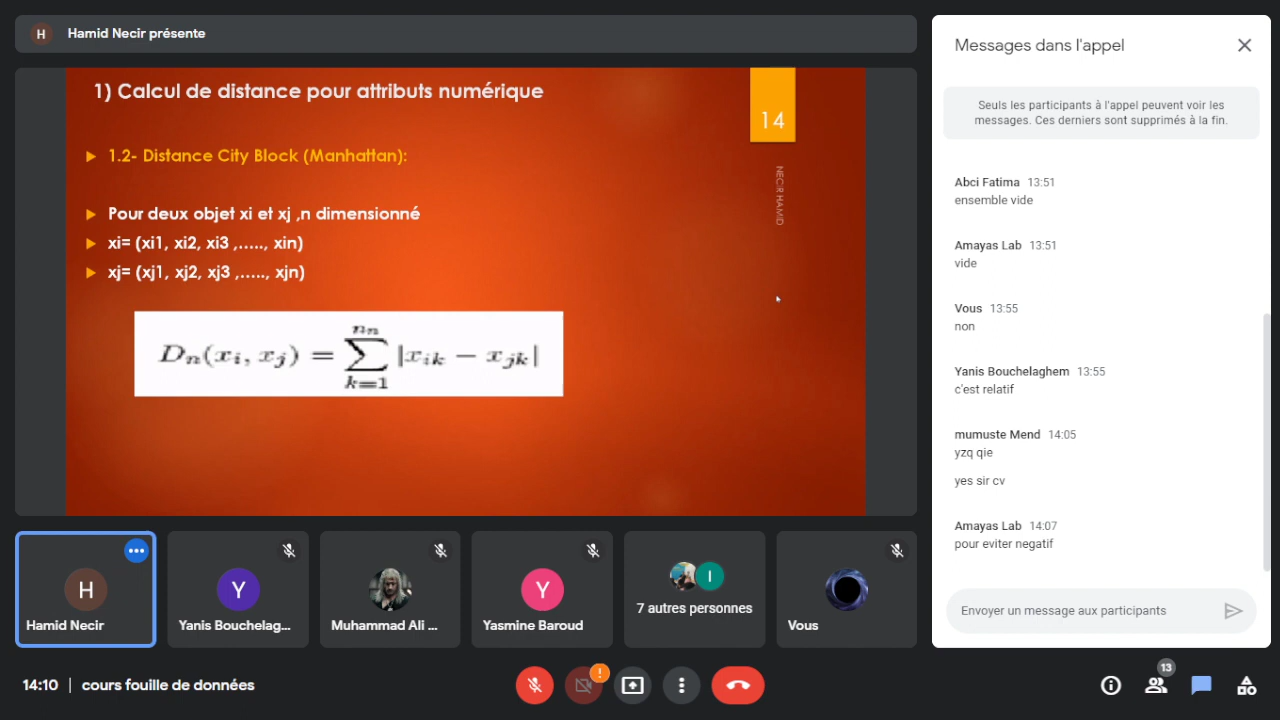 H
Hamid Necir présente
1) Calcul de distance pour attributs numérique
14
NECIR HAMID
1.2- Distance City Block (Manhattan):
Pour deux objet xi et xj ,n dimensionné
xi= (xi1, xi2, xi3 ,....., xin)
xj= (xj1, xj2, xj3 ,....., xjn)
Dₙ(xᵢ, xⱼ) = ∑ₖ₌₁ⁿⁿ |xᵢₖ − xⱼₖ|
H
Hamid Necir
Y
Yanis Bouchelag...
Muhammad Ali ...
Y
Yasmine Baroud
I
7 autres personnes
Vous
14:10 | cours fouille de données
!
13
Messages dans l'appel
Seuls les participants à l'appel peuvent voir les
messages. Ces derniers sont supprimés à la fin.
Abci Fatima 13:51
ensemble vide
Amayas Lab 13:51
vide
Vous 13:55
non
Yanis Bouchelaghem 13:55
c'est relatif
mumuste Mend 14:05
yzq qie
yes sir cv
Amayas Lab 14:07
pour eviter negatif
Envoyer un message aux participants